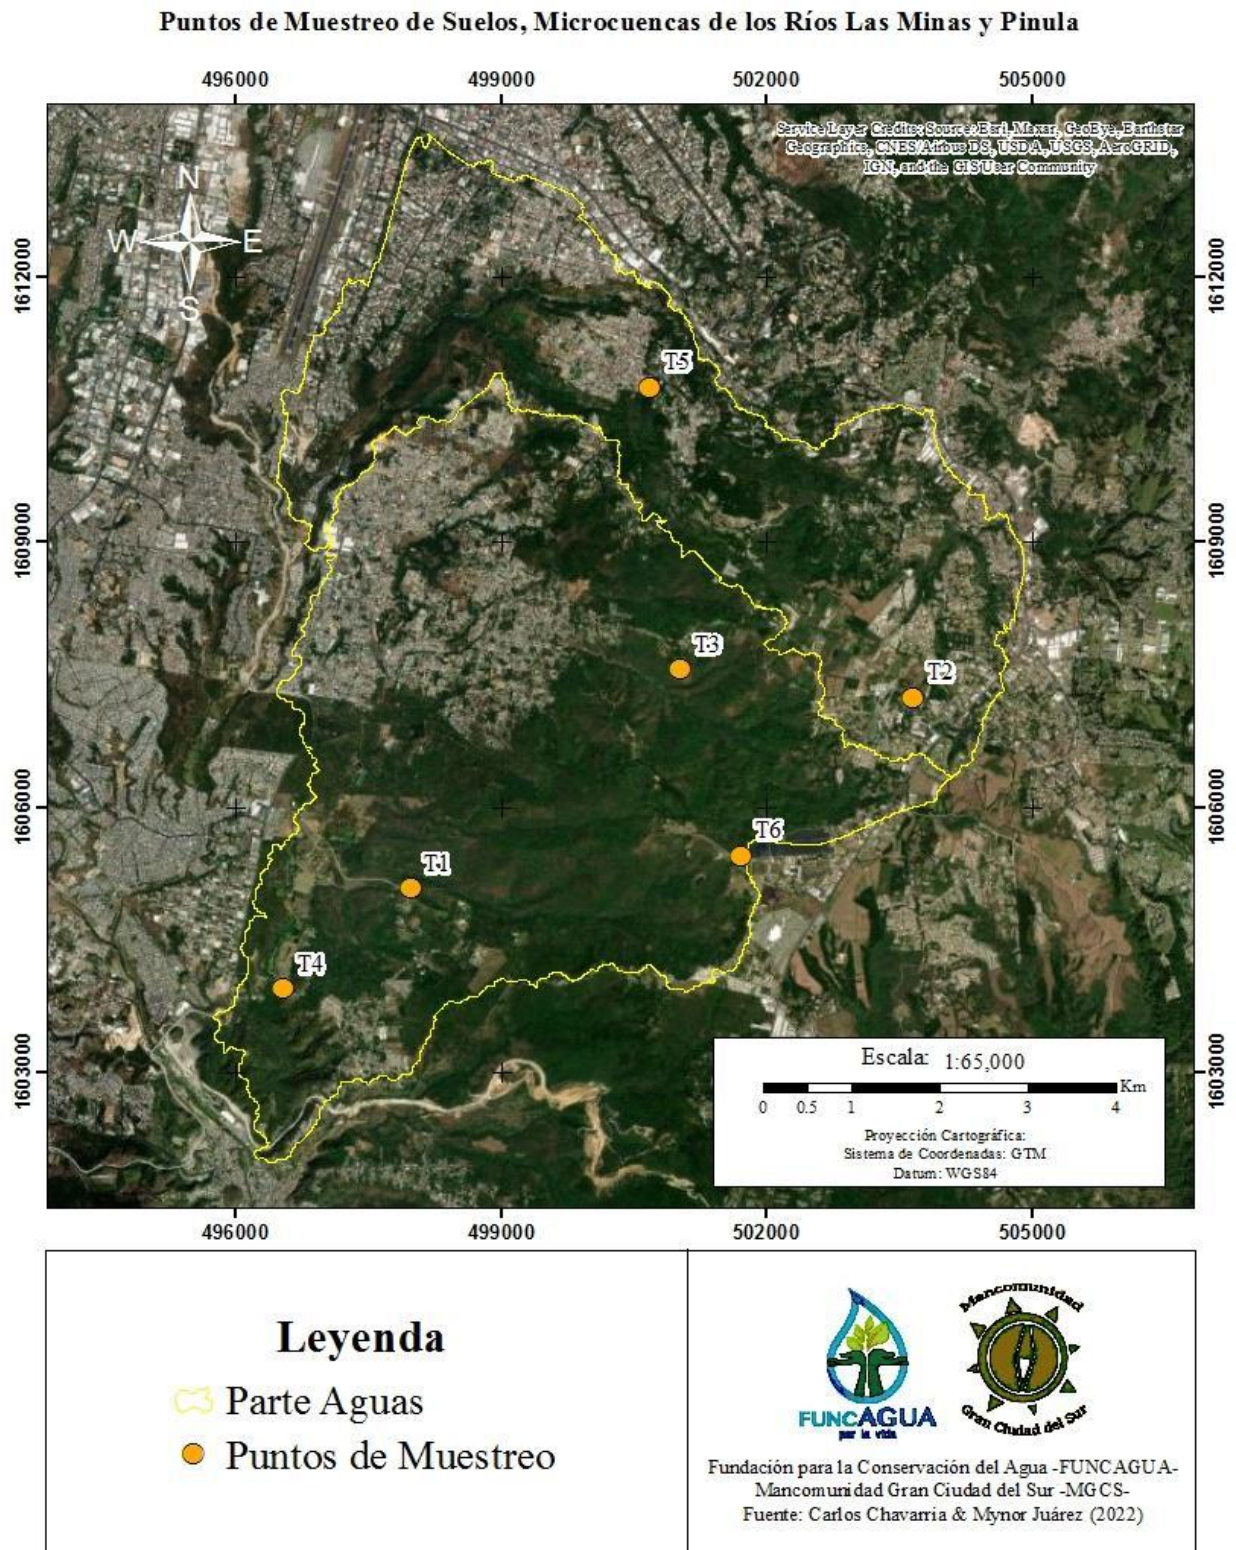 Puntos de Muestreo de Suelos, Microcuencas de los Ríos Las Minas y Pinula
496000 499000 502000 505000
Service Layer Credits: Source: Esri, Maxar, GeoEye, Earthstar
Geographics, CNES/Airbus DS, USDA, USGS, AeroGRID,
IGN, and the GIS User Community
N
W E
S
1612000 1612000
T5
1609000 1609000
T3
T2
1606000 1606000
T6
T1
T4
1603000 1603000
Escala: 1:65,000
Km
0 0.5 1 2 3 4
Proyección Cartográfica:
Sistema de Coordenadas: GTM
Datum: WGS84
496000 499000 502000 505000
Leyenda
Parte Aguas
Puntos de Muestreo
FUNCAGUA
por la vida
Mancomunidad
Gran Ciudad del Sur
Fundación para la Conservación del Agua -FUNCAGUA-
Mancomunidad Gran Ciudad del Sur -MGCS-
Fuente: Carlos Chavarria & Mynor Juárez (2022)